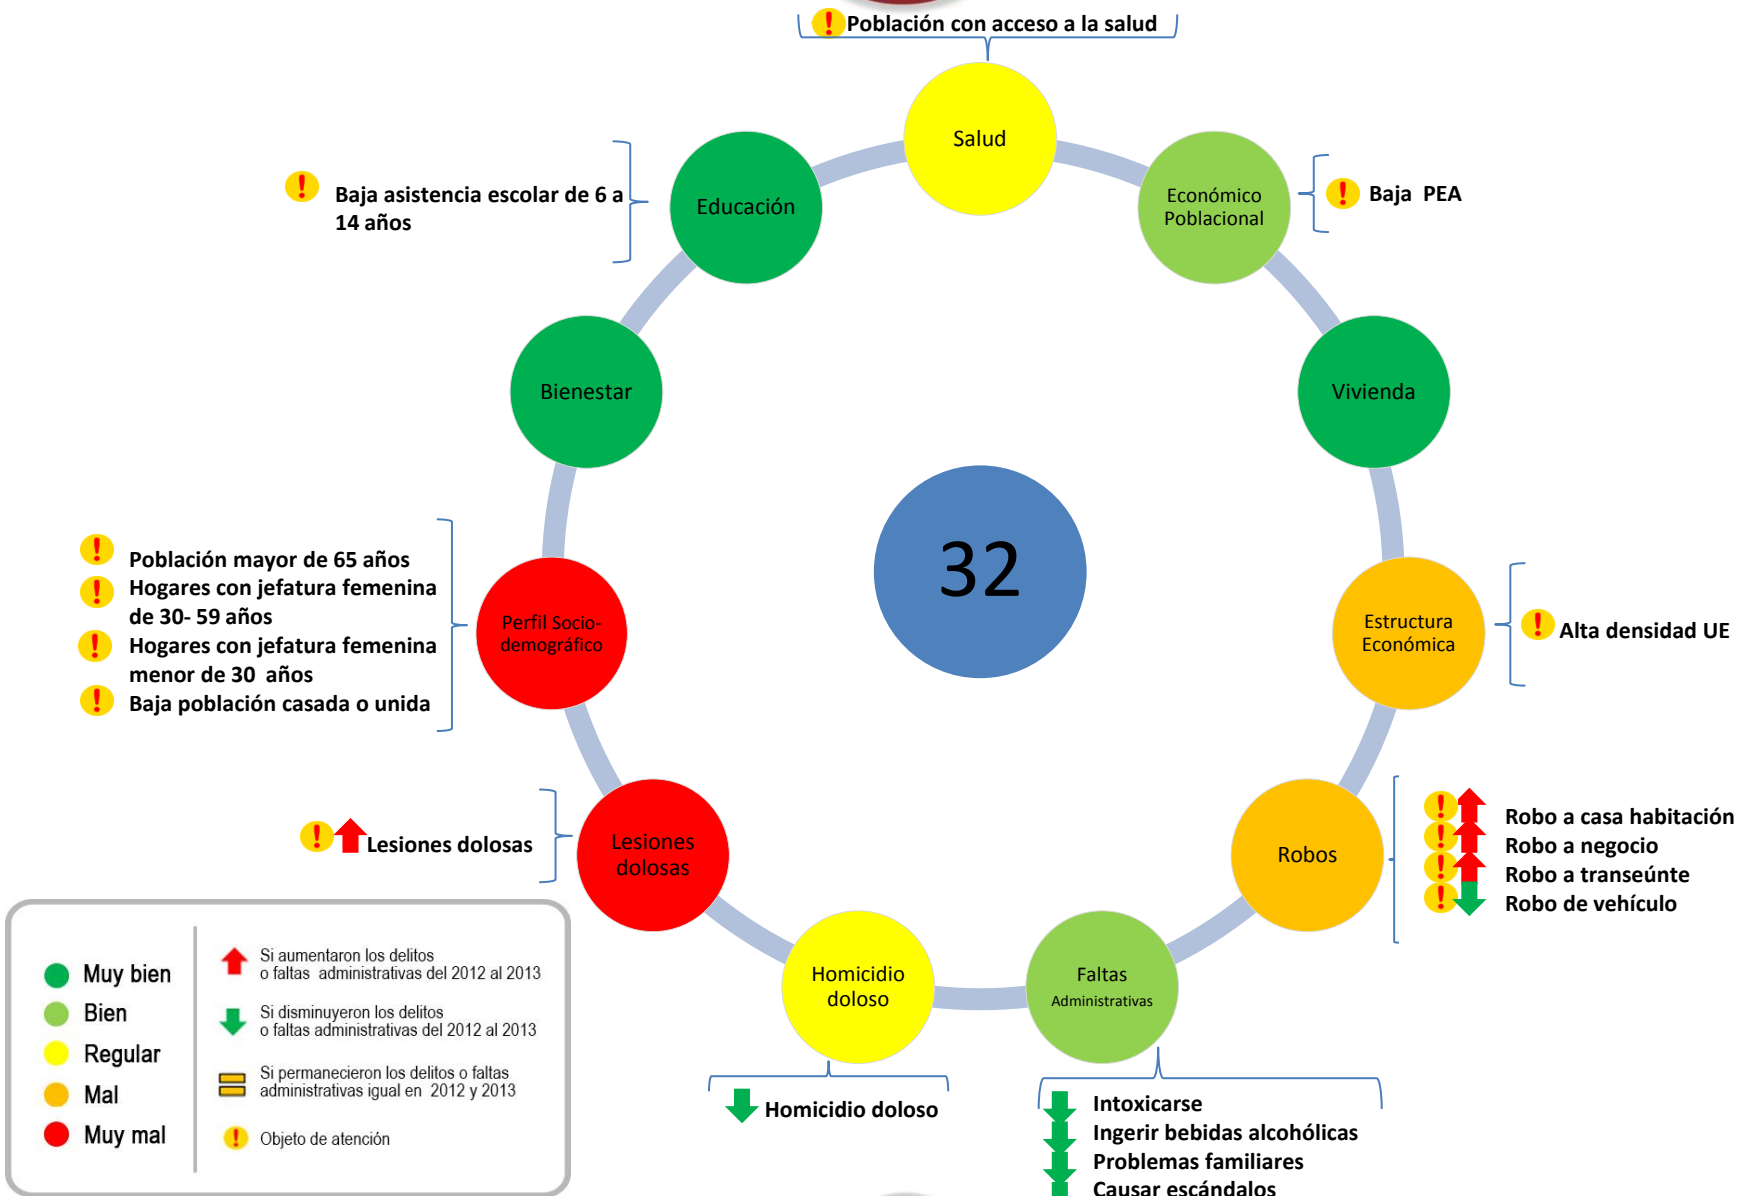 Población con acceso a la salud
Salud
Educación
Baja asistencia escolar de 6 a
14 años
Económico
Poblacional
Baja PEA
Bienestar
Vivienda
32
Población mayor de 65 años
Hogares con jefatura femenina
de 30- 59 años
Hogares con jefatura femenina
menor de 30 años
Baja población casada o unida
Perfil Socio-
demográfico
Estructura
Económica
Alta densidad UE
Lesiones dolosas
Lesiones
dolosas
Robos
Robo a casa habitación
Robo a negocio
Robo a transeúnte
Robo de vehículo
Homicidio
doloso
Faltas
Administrativas
Homicidio doloso
Intoxicarse
Ingerir bebidas alcohólicas
Problemas familiares
Causar escándalos
Muy bien
Bien
Regular
Mal
Muy mal
Si aumentaron los delitos
o faltas administrativas del 2012 al 2013
Si disminuyeron los delitos
o faltas administrativas del 2012 al 2013
Si permanecieron los delitos o faltas
administrativas igual en 2012 y 2013
Objeto de atención